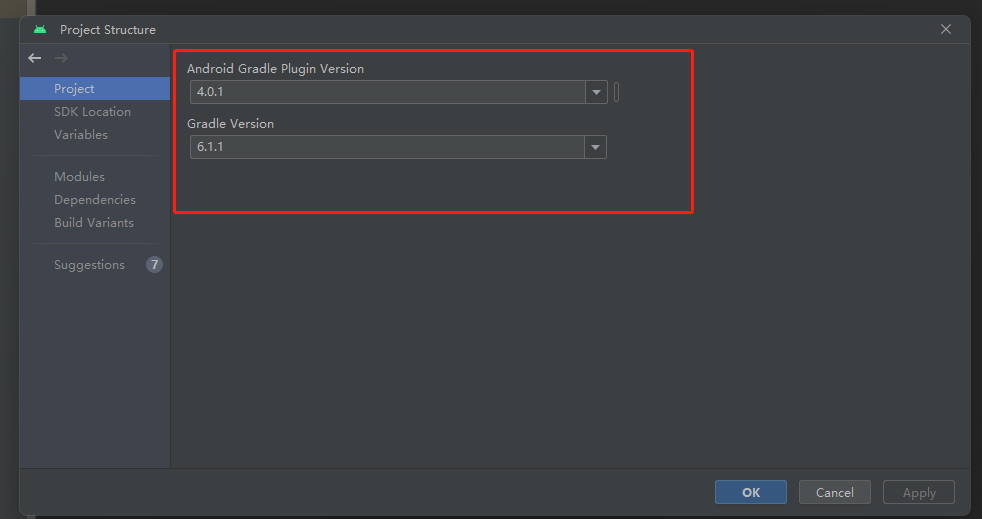 Project Structure
Project
SDK Location
Variables
Modules
Dependencies
Build Variants
Suggestions 7
Android Gradle Plugin Version
4.0.1
Gradle Version
6.1.1
OK
Cancel
Apply